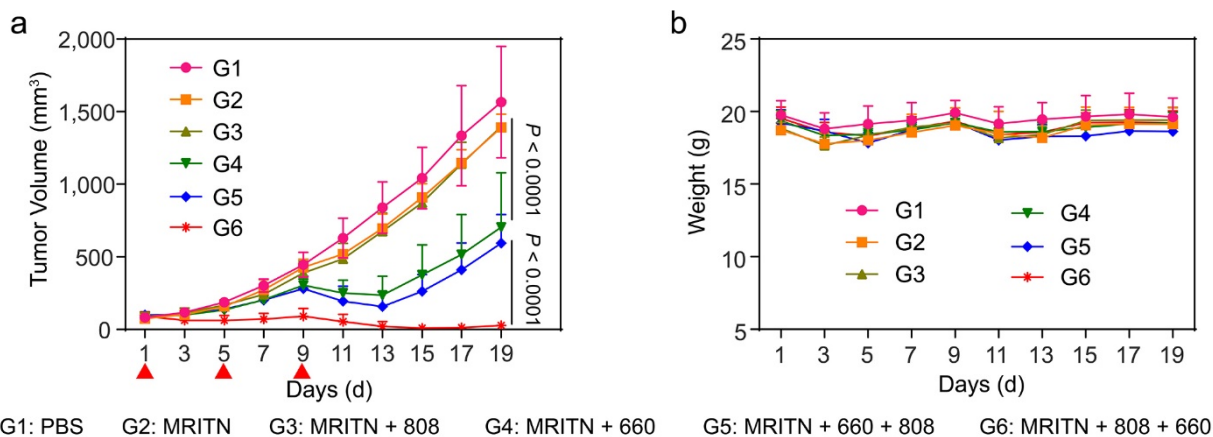 a
2,000
1,500
1,000
500
0
Tumor Volume (mm³)
G1
G2
G3
G4
G5
G6
P < 0.0001
P < 0.0001
1 3 5 7 9 11 13 15 17 19
Days (d)
b
25
20
15
10
5
Weight (g)
G1
G2
G3
G4
G5
G6
1 3 5 7 9 11 13 15 17 19
Days (d)
G1: PBS G2: MRITN G3: MRITN + 808 G4: MRITN + 660 G5: MRITN + 660 + 808 G6: MRITN + 808 + 660